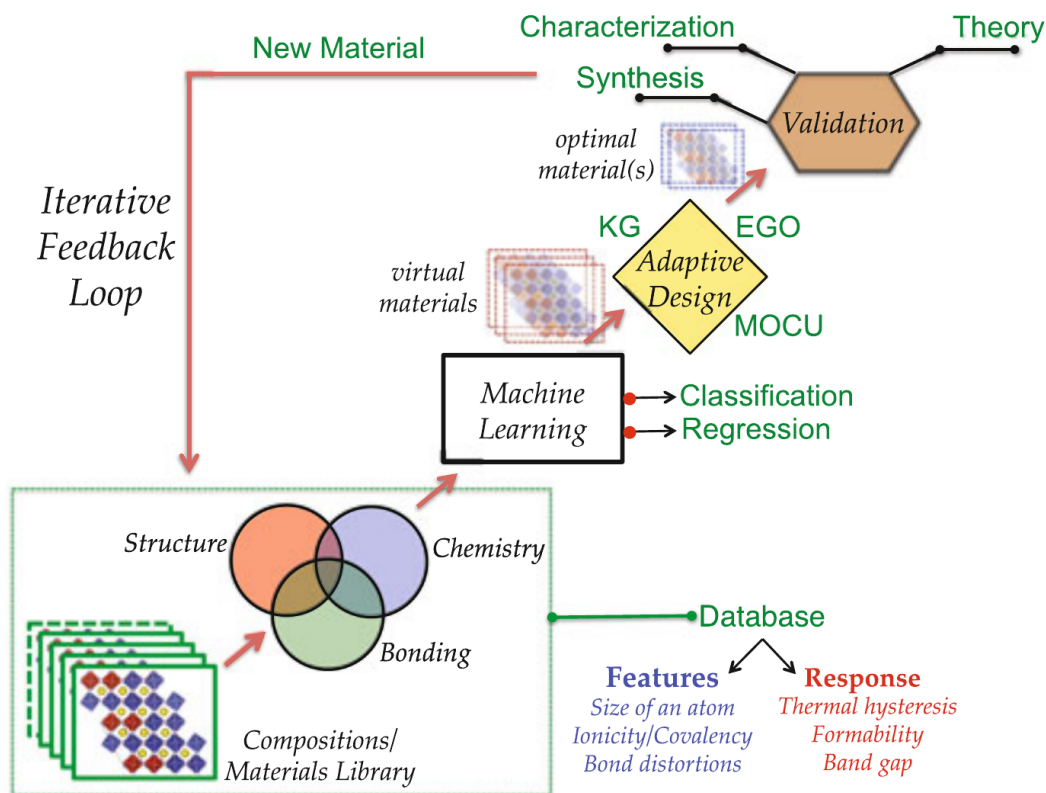 Characterization
Theory
New Material
Synthesis
Validation
optimal
material(s)
Iterative
Feedback
Loop
KG
EGO
Adaptive
Design
virtual
materials
MOCU
Machine
Learning
Classification
Regression
Structure
Chemistry
Bonding
Database
Compositions/
Materials Library
Features
Size of an atom
Ionicity/Covalency
Bond distortions
Response
Thermal hysteresis
Formability
Band gap